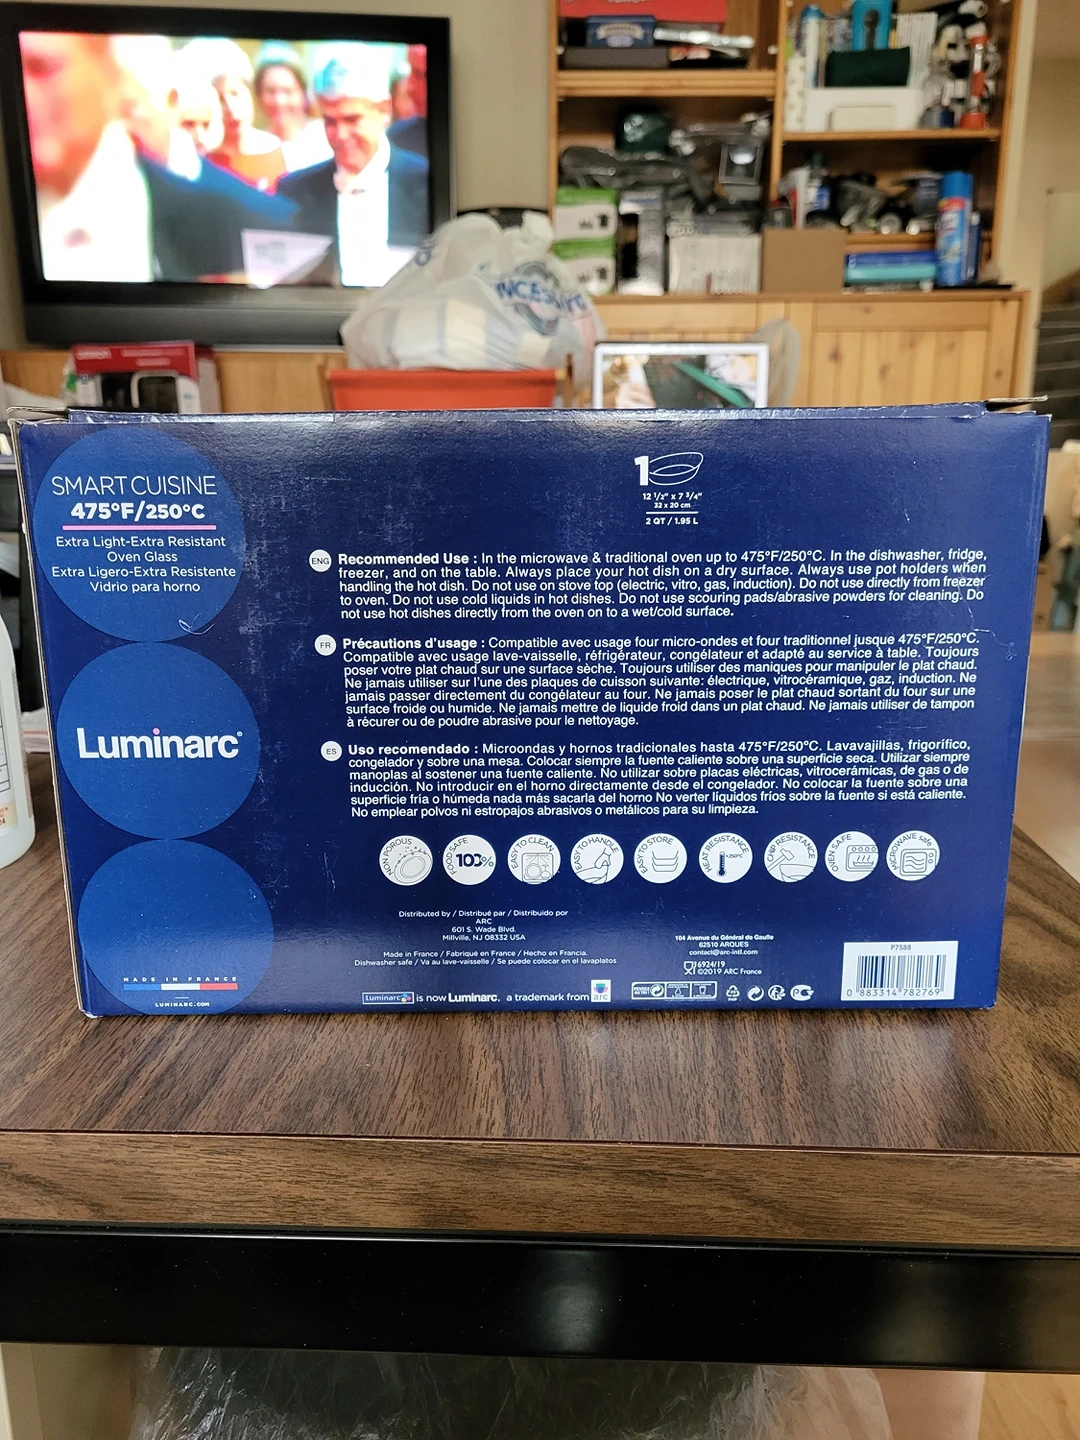 SMART CUISINE
475°F/250°C
Extra Light-Extra Resistant
Oven Glass
Extra Ligero-Extra Resistente
Vidrio para horno
Luminarc®
MADE IN FRANCE
LUMINARC.COM
1
12 ½" x 7 ¾"
32 x 20 cm
2 QT / 1.95 L
ENG Recommended Use : In the microwave & traditional oven up to 475°F/250°C. In the dishwasher, fridge,
freezer, and on the table. Always place your hot dish on a dry surface. Always use pot holders when
handling the hot dish. Do not use on stove top (electric, vitro, gas, induction). Do not use directly from freezer
to oven. Do not use cold liquids in hot dishes. Do not use scouring pads/abrasive powders for cleaning. Do
not use hot dishes directly from the oven on to a wet/cold surface.
FR Précautions d'usage : Compatible avec usage four micro-ondes et four traditionnel jusque 475°F/250°C.
Compatible avec usage lave-vaisselle, réfrigérateur, congélateur et adapté au service à table. Toujours
poser votre plat chaud sur une surface sèche. Toujours utiliser des maniques pour manipuler le plat chaud.
Ne jamais utiliser sur l'une des plaques de cuisson suivante: électrique, vitrocéramique, gaz, induction. Ne
jamais passer directement du congélateur au four. Ne jamais poser le plat chaud sortant du four sur une
surface froide ou humide. Ne jamais mettre de liquide froid dans un plat chaud. Ne jamais utiliser de tampon
à récurer ou de poudre abrasive pour le nettoyage.
ES Uso recomendado : Microondas y hornos tradicionales hasta 475°F/250°C. Lavavajillas, frigorífico,
congelador y sobre una mesa. Colocar siempre la fuente caliente sobre una superficie seca. Utilizar siempre
manoplas al sostener una fuente caliente. No utilizar sobre placas eléctricas, vitrocerámicas, de gas o de
inducción. No introducir en el horno directamente desde el congelador. No colocar la fuente sobre una
superficie fría o húmeda nada más sacarla del horno No verter líquidos fríos sobre la fuente si está caliente.
No emplear polvos ni estropajos abrasivos o metálicos para su limpieza.
NON POROUS
FOOD SAFE 100%
EASY TO CLEAN
EASY TO HANDLE
EASY TO STORE
HEAT RESISTANCE +250°C
CHIP RESISTANCE
OVEN SAFE
MICROWAVE safe
Distributed by / Distribué par / Distribuido por
ARC
601 S. Wade Blvd.
Millville, NJ 08332 USA
Made in France / Fabriqué en France / Hecho en Francia.
Dishwasher safe / Va au lave-vaisselle / Se puede colocar en el lavaplatos
104 Avenue du Général de Gaulle
62510 ARQUES
contact@arc-intl.com
16924/19
©2019 ARC France
Luminarc is now Luminarc, a trademark from arc
P7588
0 883314 782769